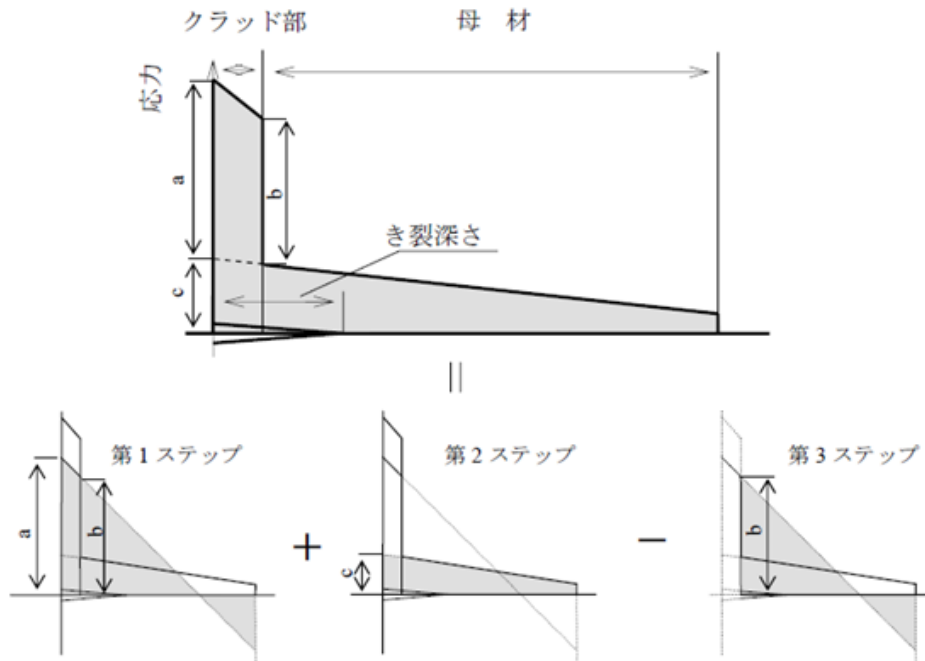 クラッド部
母 材
応力
a
b
き裂深さ
c
=
第1ステップ
第2ステップ
第3ステップ
a
b
+
c
−
b